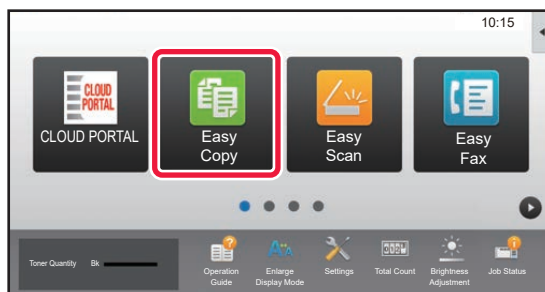 10:15
CLOUD
PORTAL
CLOUD PORTAL
Easy
Copy
Easy
Scan
Easy
Fax
Toner Quantity Bk
Operation
Guide
Enlarge
Display Mode
Settings
Total Count
Brightness
Adjustment
Job Status